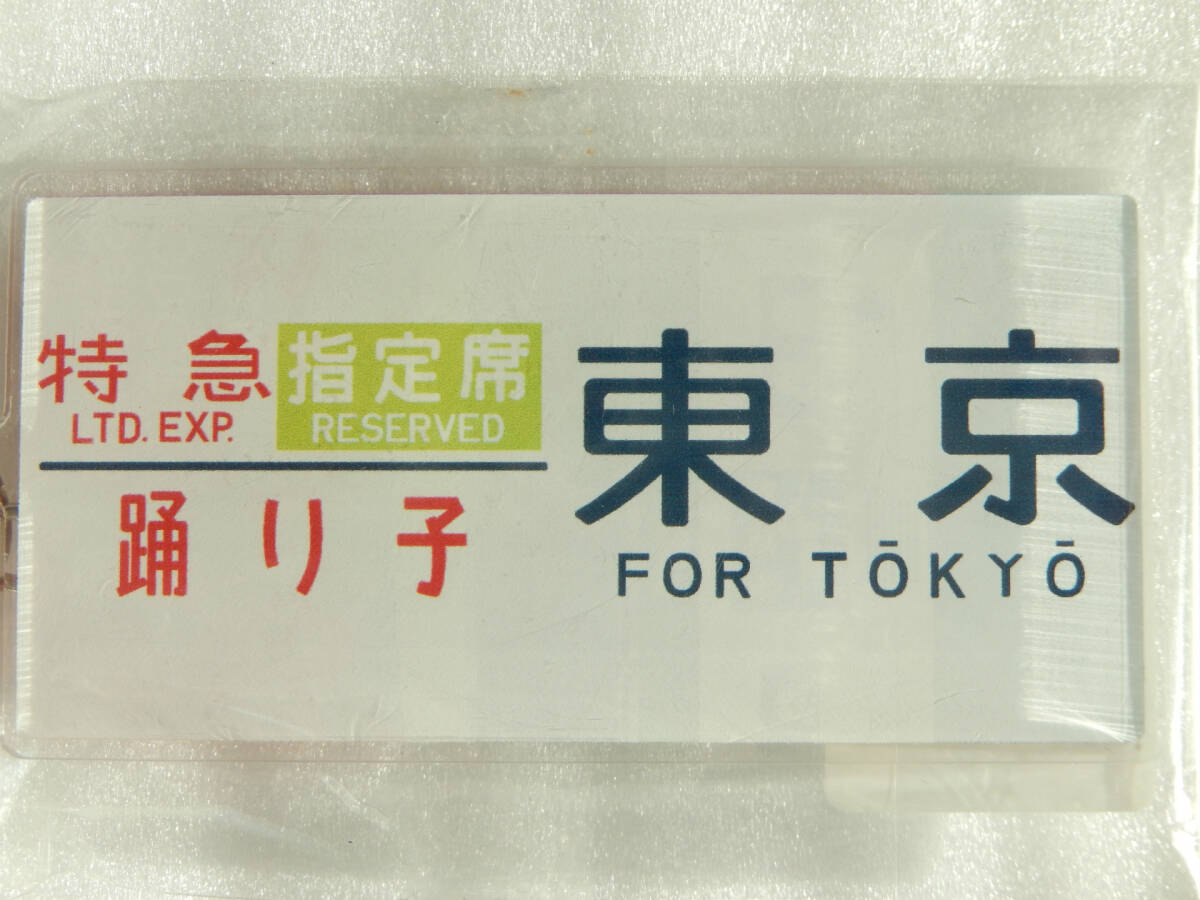 特急
LTD. EXP.
指定席
RESERVED
踊り子
東京
FOR TŌKYŌ